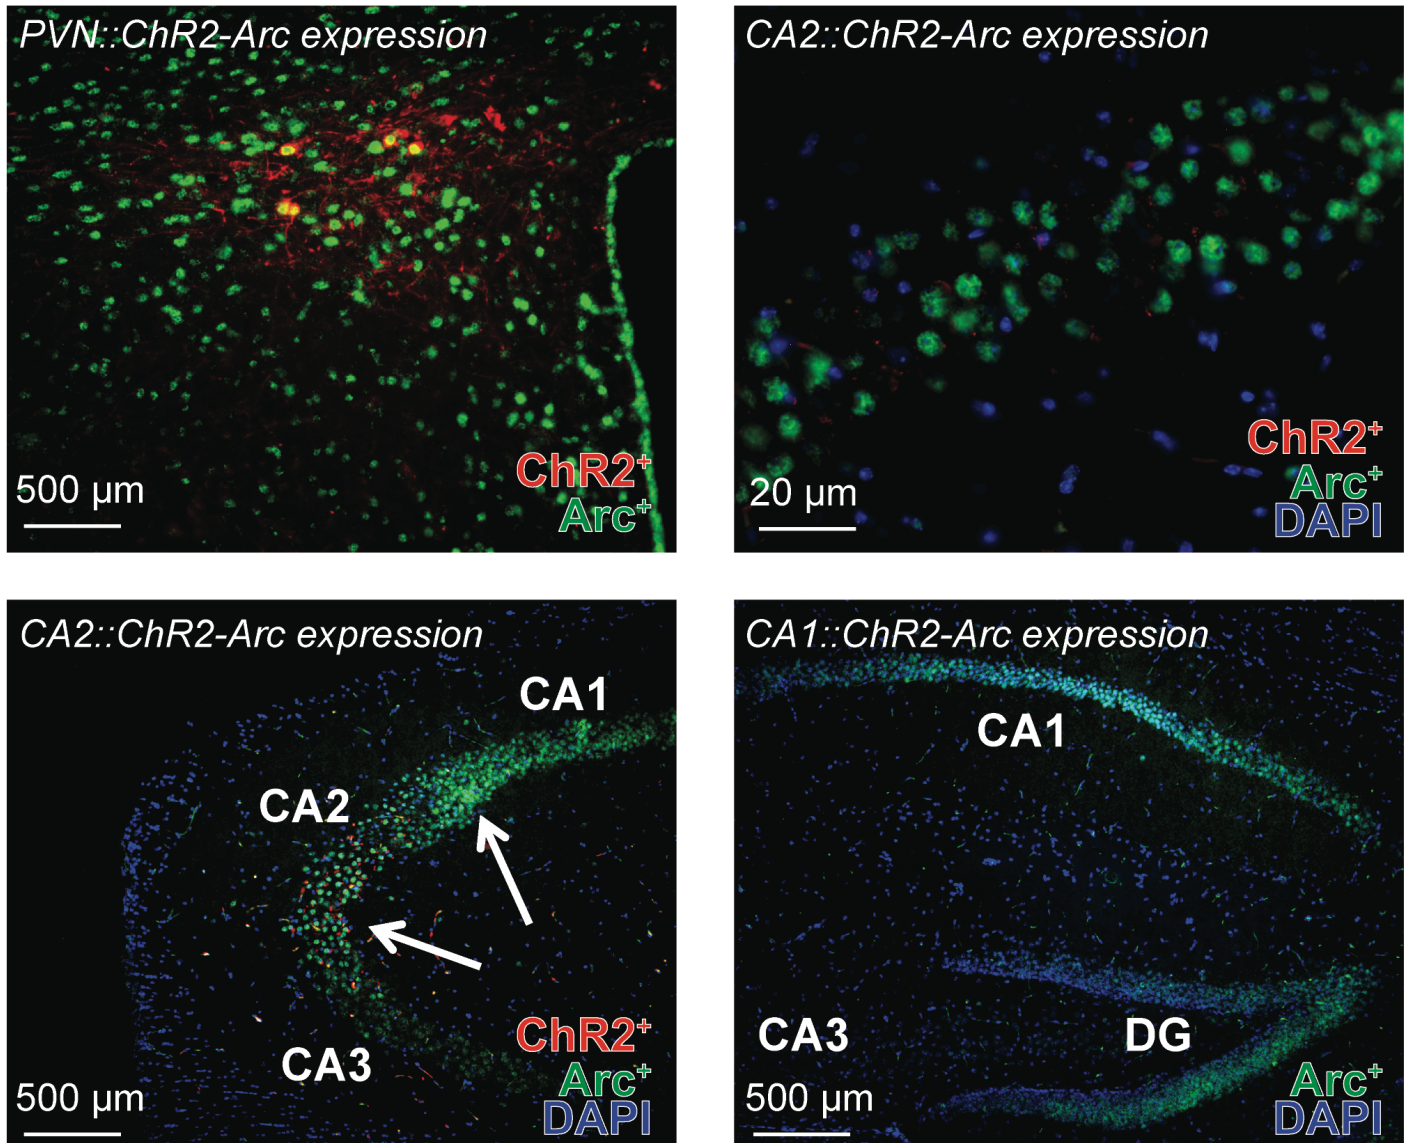 PVN::ChR2-Arc expression
500 µm
ChR2⁺
Arc⁺
CA2::ChR2-Arc expression
20 µm
ChR2⁺
Arc⁺
DAPI
CA2::ChR2-Arc expression
CA1
CA2
CA3
500 µm
ChR2⁺
Arc⁺
DAPI
CA1::ChR2-Arc expression
CA1
CA3
DG
500 µm
Arc⁺
DAPI